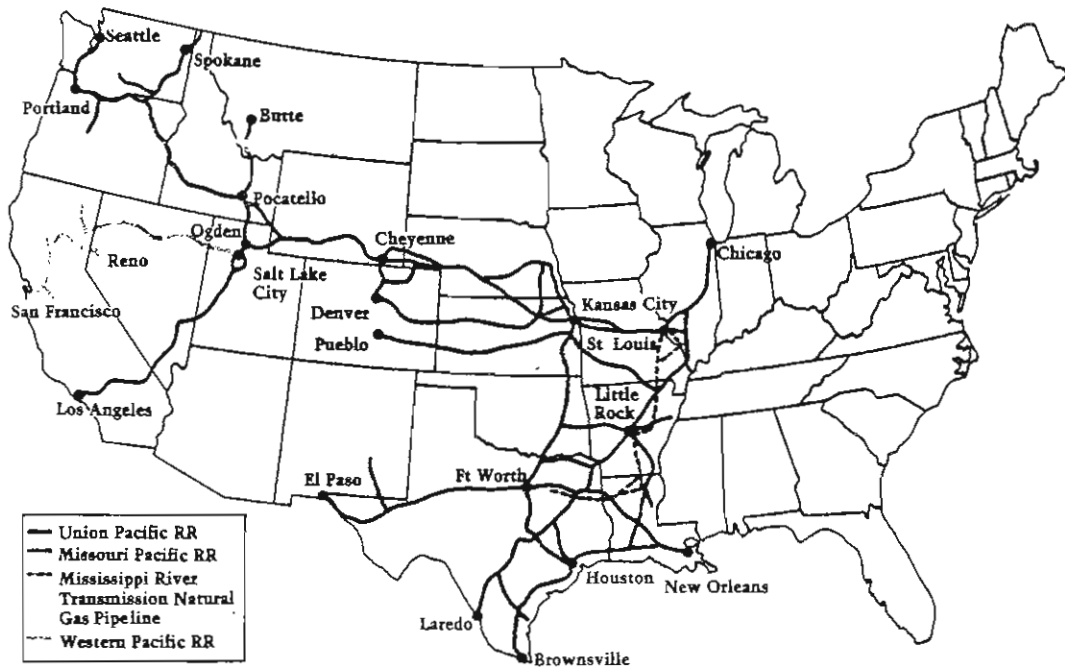 Seattle
Spokane
Portland
Butte
Pocatello
Ogden
Cheyenne
Chicago
Reno
Salt Lake
City
San Francisco
Denver
Kansas City
Pueblo
St Louis
Los Angeles
Little
Rock
El Paso
Ft Worth
Union Pacific RR
Missouri Pacific RR
Mississippi River
Transmission Natural
Gas Pipeline
Western Pacific RR
Houston
New Orleans
Laredo
Brownsville